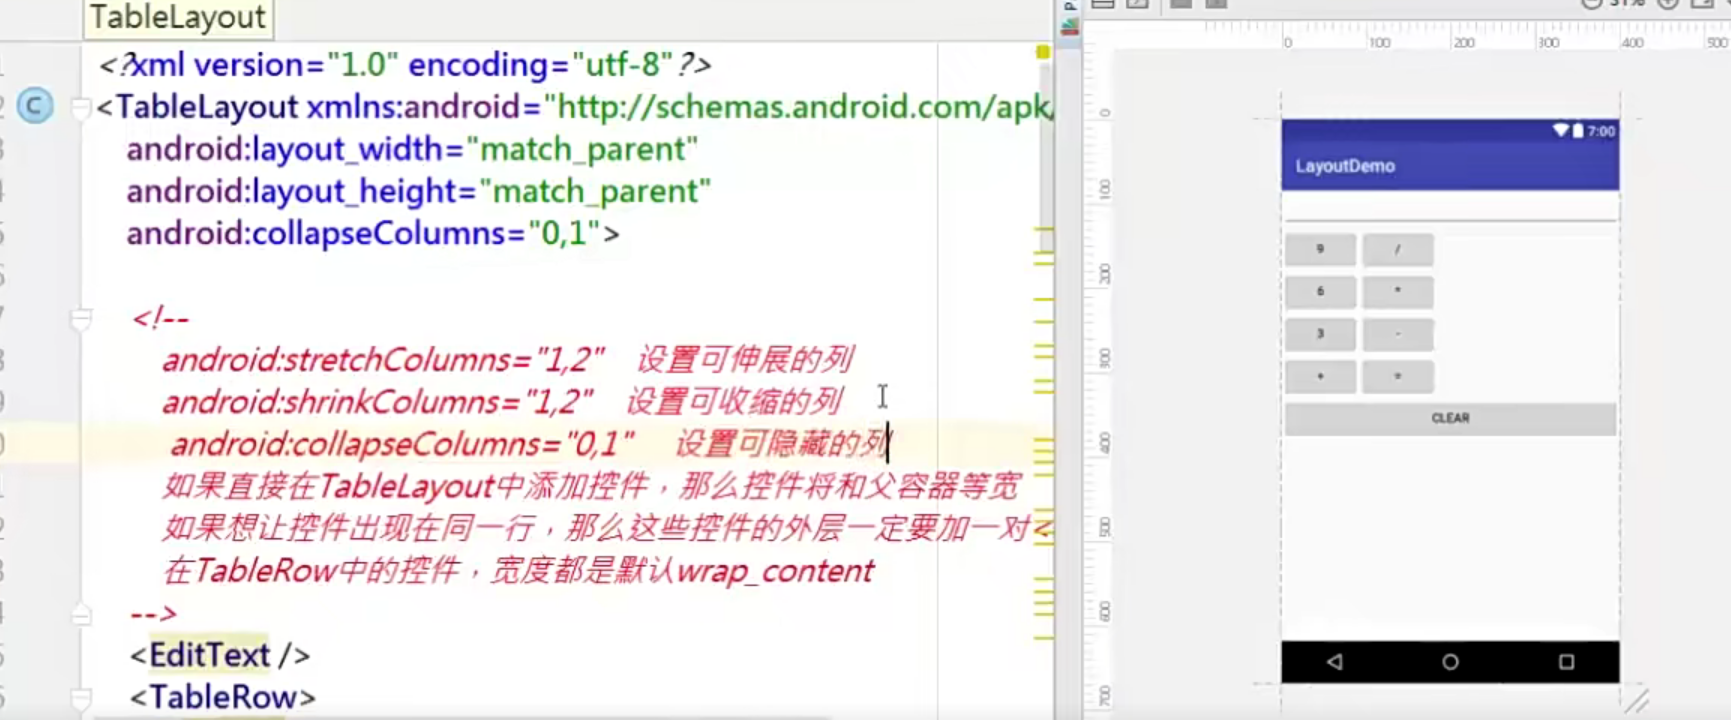 TableLayout
<?xml version="1.0" encoding="utf-8"?>
C
<TableLayout xmlns:android="http://schemas.android.com/apk/
android:layout_width="match_parent"
android:layout_height="match_parent"
android:collapseColumns="0,1">
<!--
android:stretchColumns="1,2" 设置可伸展的列
android:shrinkColumns="1,2" 设置可收缩的列
android:collapseColumns="0,1" 设置可隐藏的列
如果直接在TableLayout中添加控件，那么控件将和父容器等宽
如果想让控件出现在同一行，那么这些控件的外层一定要加一对<
在TableRow中的控件，宽度都是默认wrap_content
-->
<EditText />
<TableRow>
0 100 200 300 400 500
0
100
200
300
400
500
600
700
7:00
LayoutDemo
9 /
6 *
3 -
CLEAR